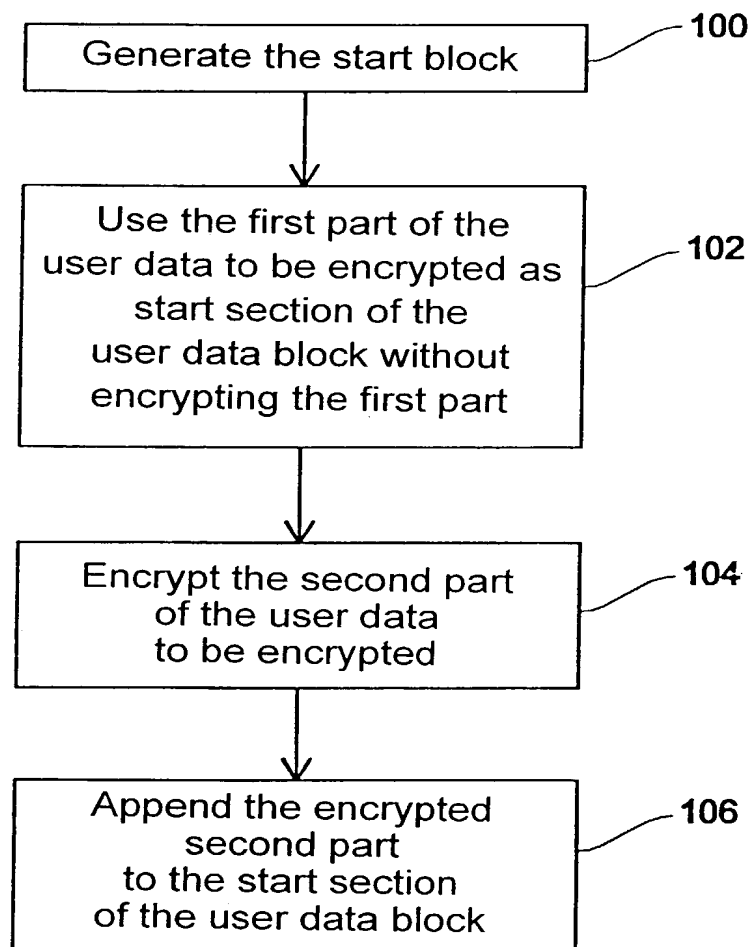 100
Generate the start block
Use the first part of the
user data to be encrypted as
start section of the
user data block without
encrypting the first part
102
Encrypt the second part
of the user data
to be encrypted
104
Append the encrypted
second part
to the start section
of the user data block
106